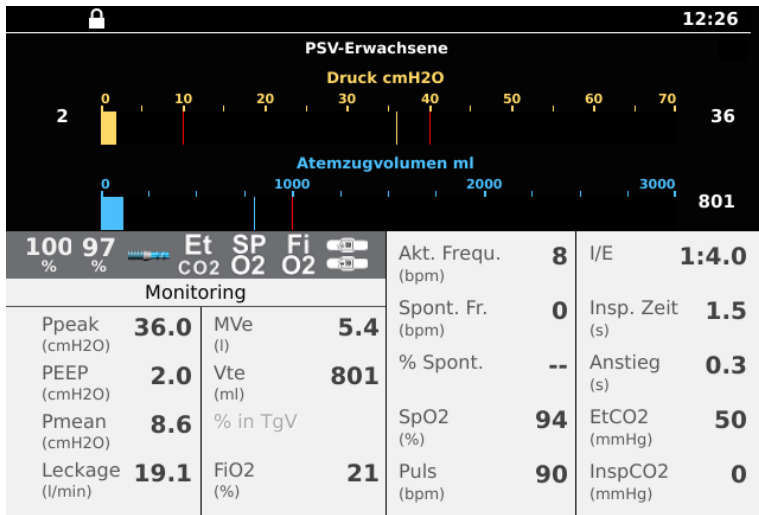 12:26
PSV-Erwachsene
Druck cmH2O
0 10 20 30 40 50 60 70
2 36
Atemzugvolumen ml
0 1000 2000 3000
801
100 % 97 % Et CO2 SP O2 Fi O2
Monitoring
Ppeak (cmH2O) 36.0
PEEP (cmH2O) 2.0
Pmean (cmH2O) 8.6
Leckage (l/min) 19.1
MVe (l) 5.4
Vte (ml) 801
% in TgV
FiO2 (%) 21
Akt. Frequ. (bpm) 8
Spont. Fr. (bpm) 0
% Spont. --
SpO2 (%) 94
Puls (bpm) 90
I/E 1:4.0
Insp. Zeit (s) 1.5
Anstieg (s) 0.3
EtCO2 (mmHg) 50
InspCO2 (mmHg) 0